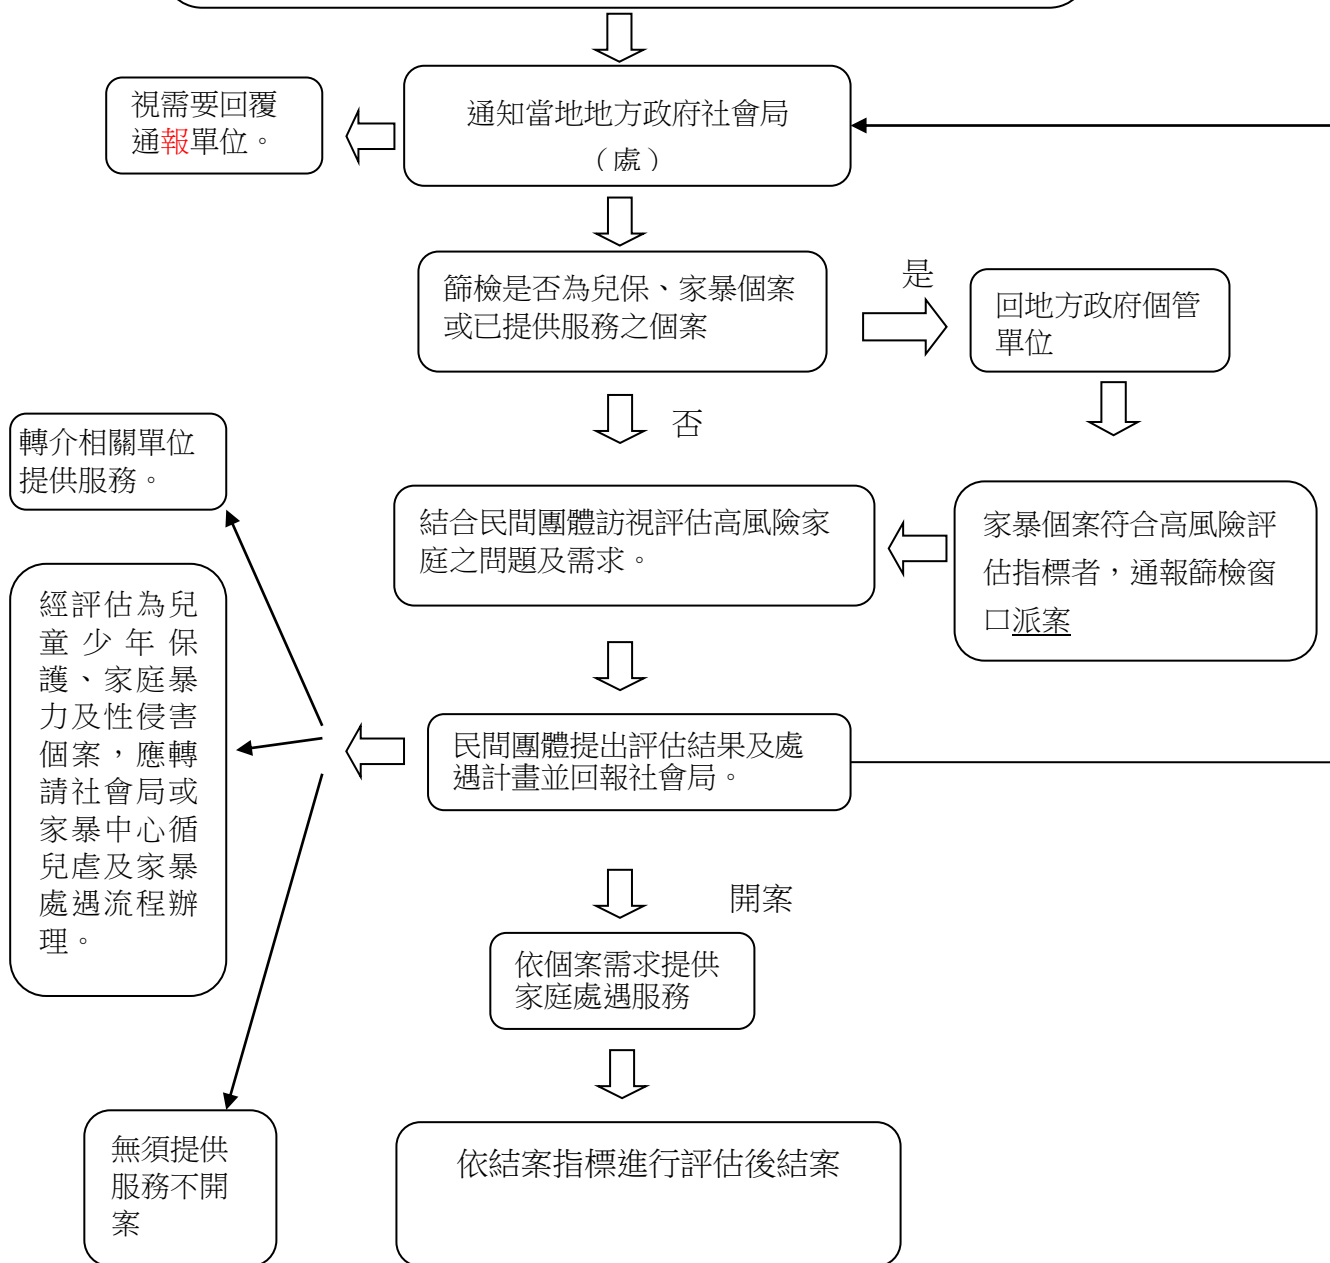 通知當地地方政府社會局
（處）
視需要回覆
通報單位。
篩檢是否為兒保、家暴個案
或已提供服務之個案
是
回地方政府個管
單位
否
家暴個案符合高風險評
估指標者，通報篩檢窗
口派案
結合民間團體訪視評估高風險家
庭之問題及需求。
民間團體提出評估結果及處
遇計畫並回報社會局。
轉介相關單位
提供服務。
經評估為兒
童少年保
護、家庭暴
力及性侵害
個案，應轉
請社會局或
家暴中心循
兒虐及家暴
處遇流程辦
理。
無須提供
服務不開
案
開案
依個案需求提供
家庭處遇服務
依結案指標進行評估後結案